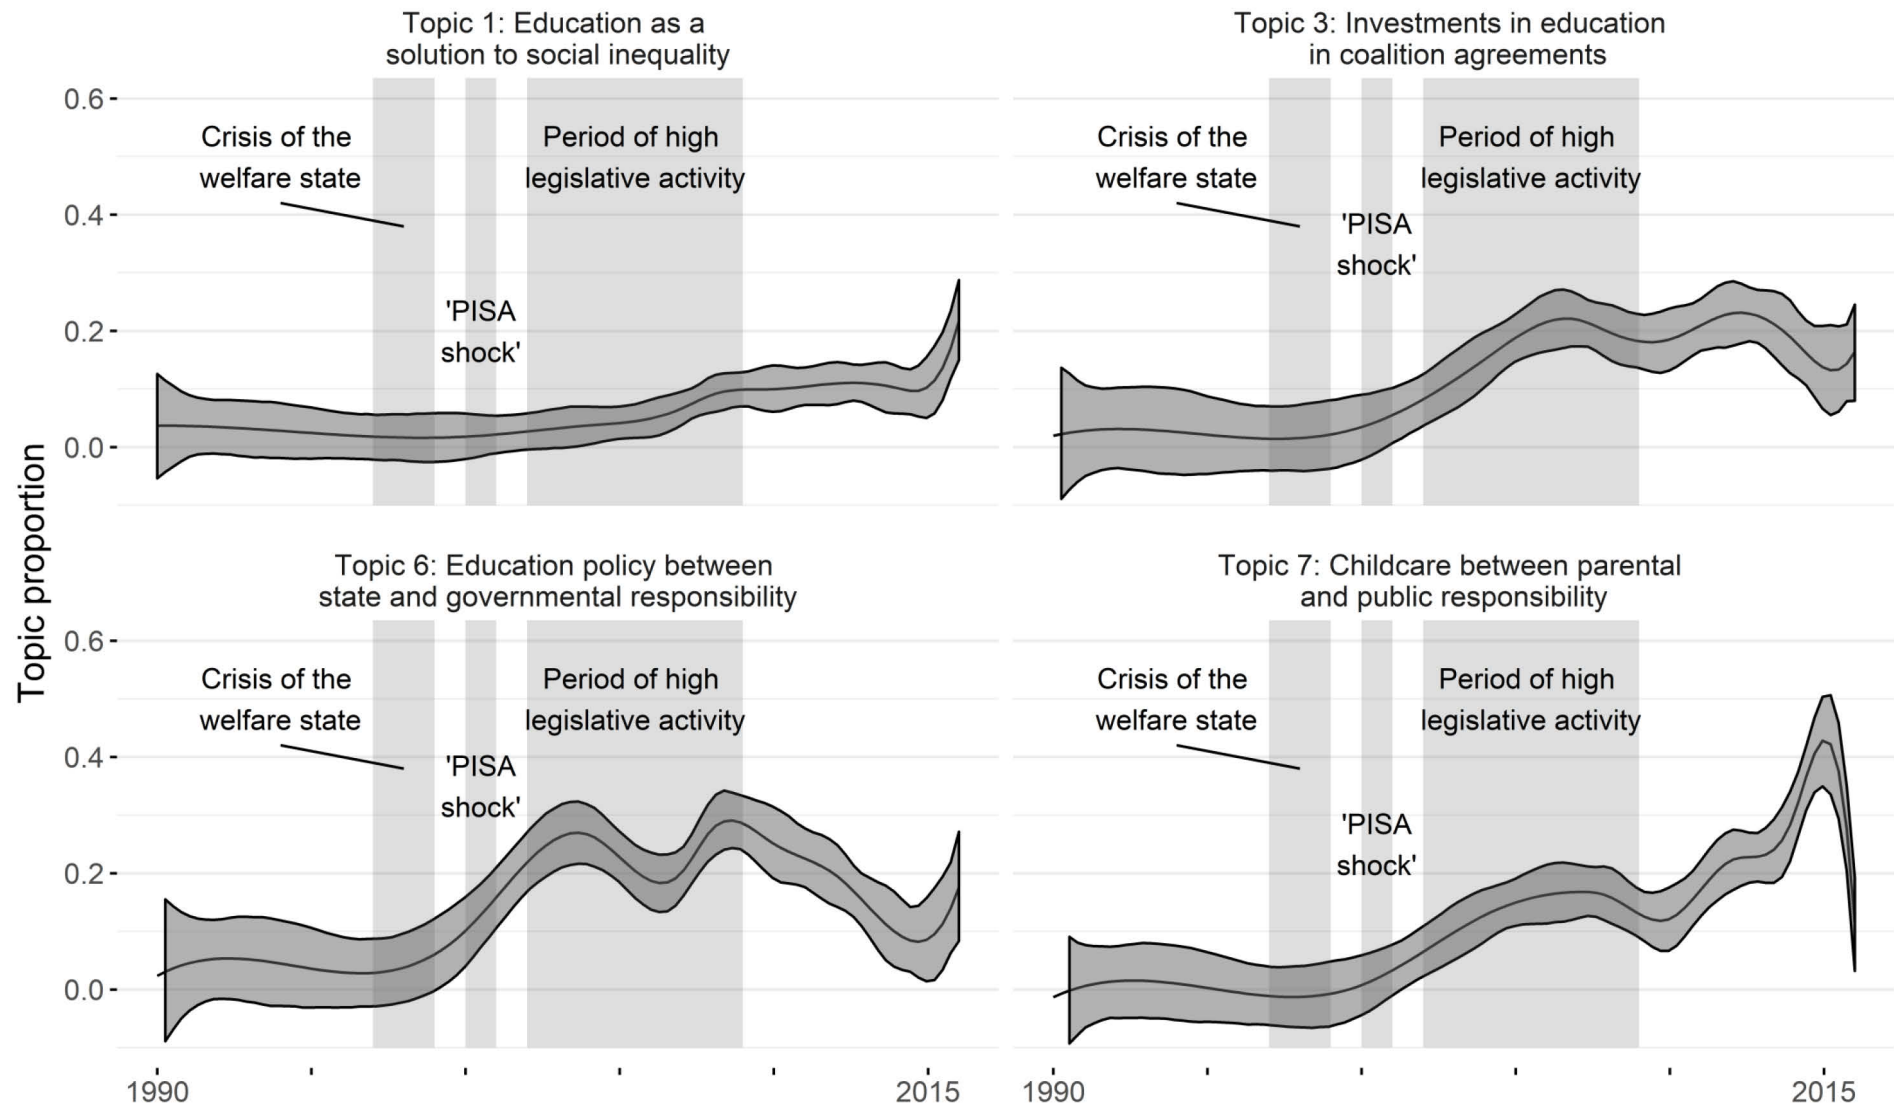 Topic 1: Education as a
solution to social inequality
Topic 3: Investments in education
in coalition agreements
0.6
Crisis of the
welfare state
Period of high
legislative activity
Crisis of the
welfare state
Period of high
legislative activity
0.4
'PISA
shock'
'PISA
shock'
0.2
0.0
Topic proportion
Topic 6: Education policy between
state and governmental responsibility
Topic 7: Childcare between parental
and public responsibility
0.6
Crisis of the
welfare state
Period of high
legislative activity
Crisis of the
welfare state
Period of high
legislative activity
0.4
'PISA
shock'
'PISA
shock'
0.2
0.0
1990
2015
1990
2015